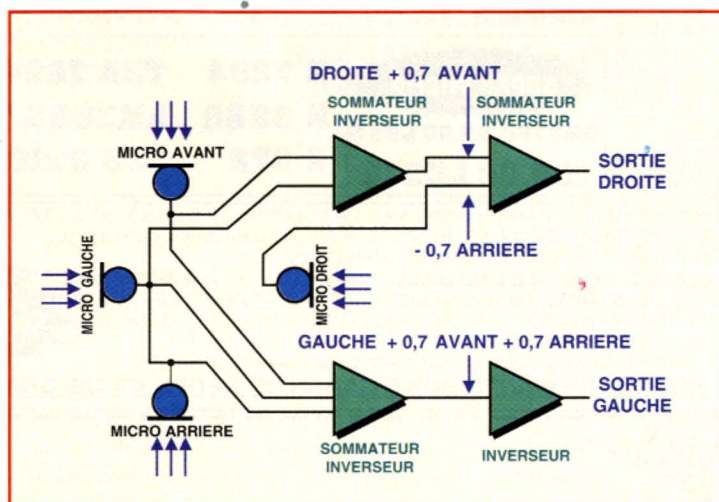 DROITE + 0,7 AVANT
SOMMATEUR
INVERSEUR
SOMMATEUR
INVERSEUR
MICRO AVANT
SORTIE
DROITE
MICRO GAUCHE
MICRO DROIT
- 0,7 ARRIERE
GAUCHE + 0,7 AVANT + 0,7 ARRIERE
SORTIE
GAUCHE
MICRO ARRIERE
SOMMATEUR
INVERSEUR
INVERSEUR